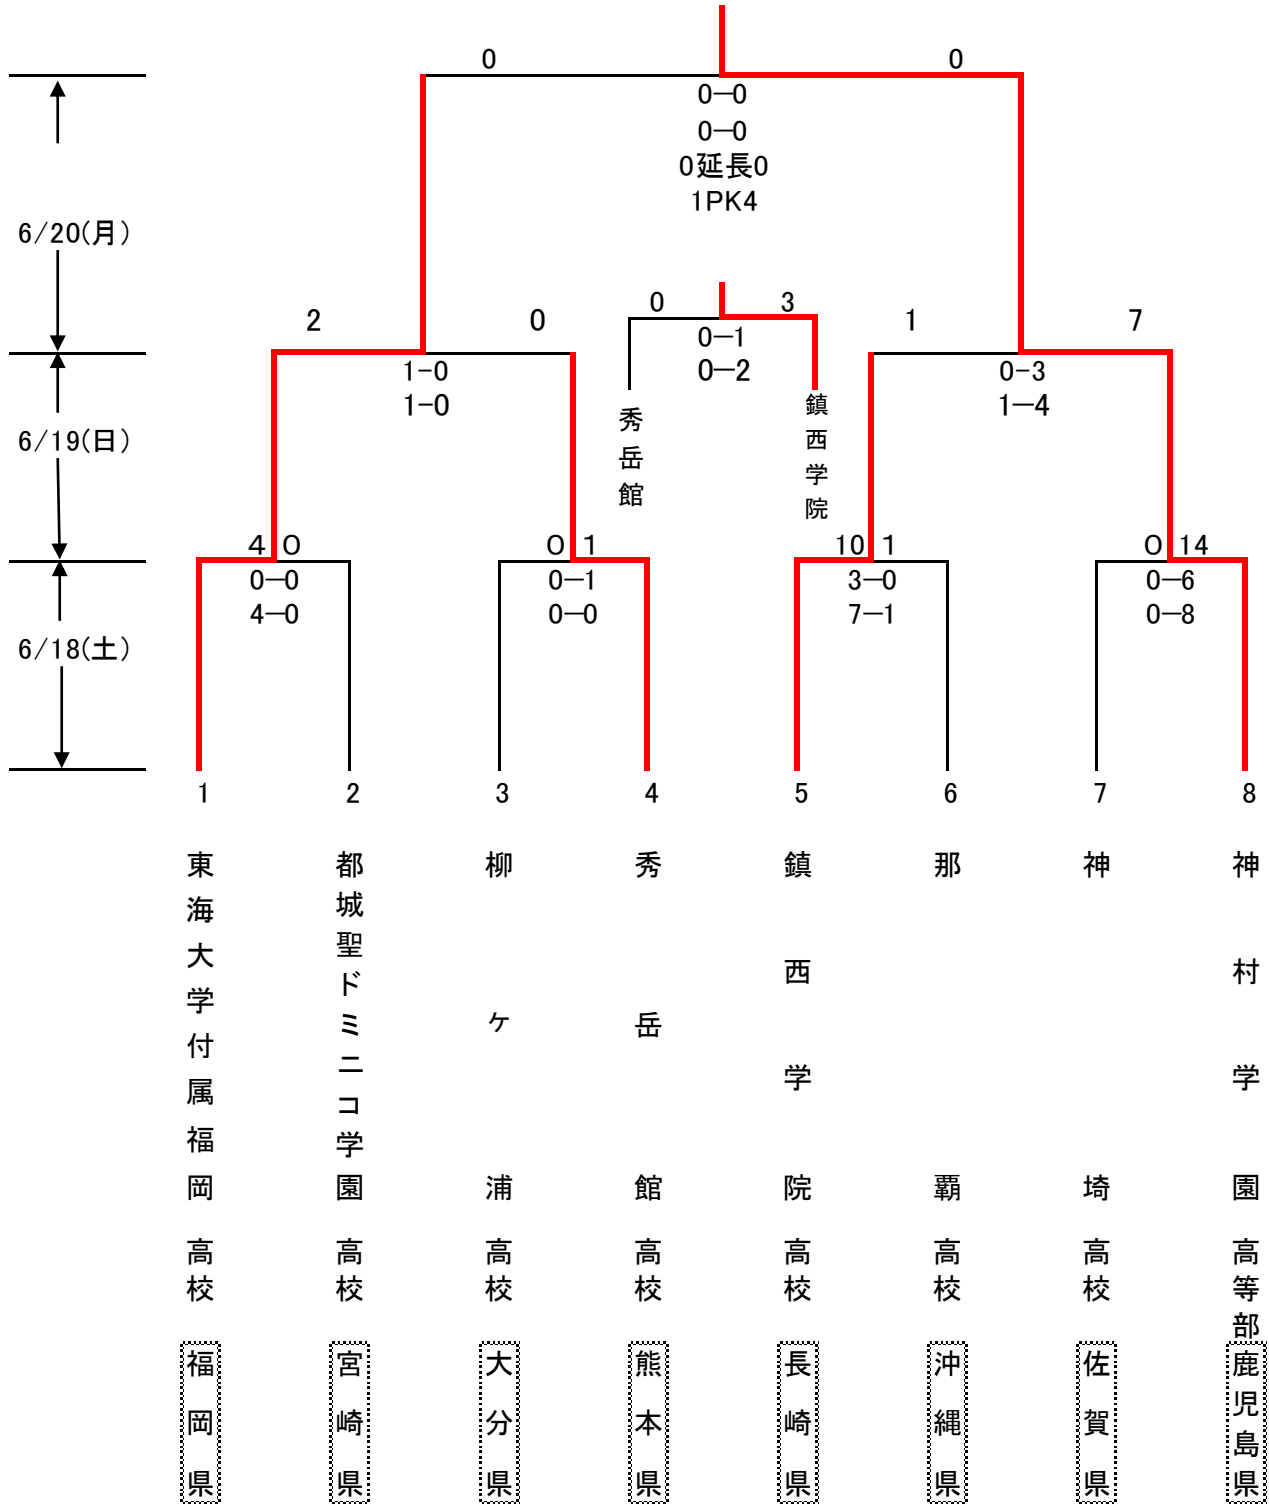 0 0
0—0
0—0
0延長0
1PK4
6/20(月)
2 0
0 3
0—1
0—2
1 7
1-0
1-0
0-3
1—4
秀岳館
鎮西学院
6/19(日)
4 0
0—0
4—0
0 1
0—1
0—0
10 1
3—0
7—1
0 14
0—6
0—8
6/18(土)
1 2 3 4 5 6 7 8
東海大学付属福岡高校
都城聖ドミニコ学園高校
柳ケ浦高校
秀岳館高校
鎮西学院高校
那覇高校
神埼高校
神村学園高等部
福岡県
宮崎県
大分県
熊本県
長崎県
沖縄県
佐賀県
鹿児島県